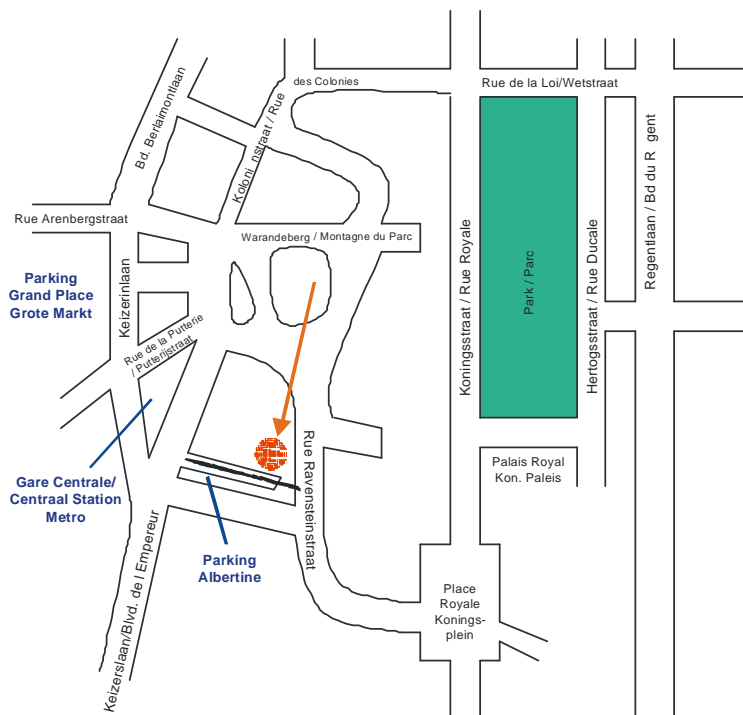 des Colonies
Rue de la Loi/Wetstraat
Bd. Berlaimontlaan
Koloni nstraat / Rue
Rue Arenbergstraat
Warandeberg / Montagne du Parc
Parking
Grand Place
Grote Markt
Keizerinlaan
Rue de la Putterie
/ Putterijstraat
Koningsstraat / Rue Royale
Park / Parc
Hertogsstraat / Rue Ducale
Regentlaan / Bd du R gent
Gare Centrale/
Centraal Station
Metro
Rue Ravensteinstraat
Palais Royal
Kon. Paleis
Parking
Albertine
Keizerslaan/Blvd. de l Empereur
Place
Royale
Konings-
plein